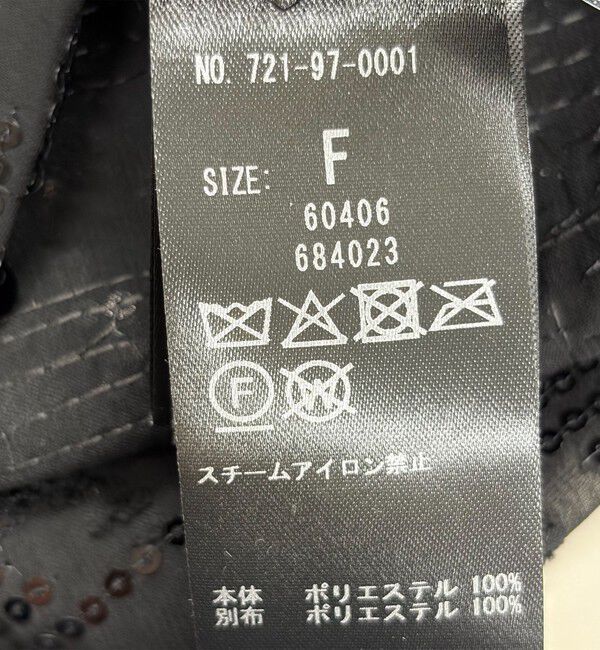 NO. 721-97-0001
SIZE: F
60406
684023
F W
スチームアイロン禁止
本体 ポリエステル 100%
別布 ポリエステル 100%